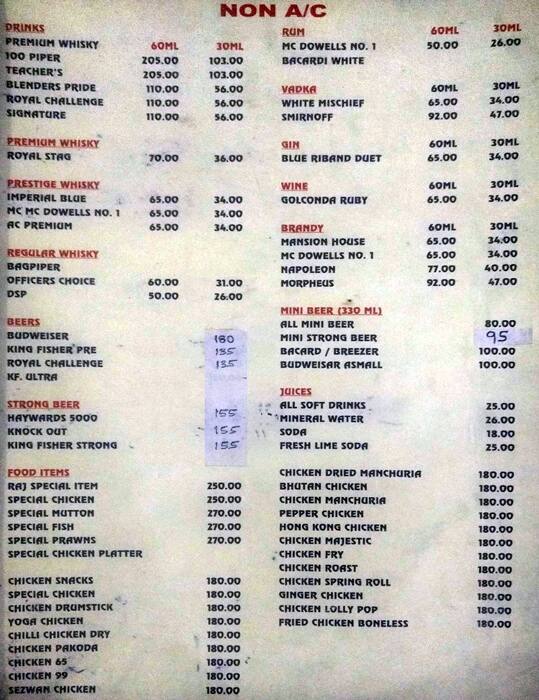 NON A/C
DRINKS
PREMIUM WHISKY 60ML 30ML
100 PIPER 205.00 103.00
TEACHER'S 205.00 103.00
BLENDERS PRIDE 110.00 56.00
ROYAL CHALLENGE 110.00 56.00
SIGNATURE 110.00 56.00
PREMIUM WHISKY
ROYAL STAG 70.00 36.00
PRESTIGE WHISKY
IMPERIAL BLUE 65.00 34.00
MC MC DOWELLS NO. 1 65.00 34.00
AC PREMIUM 65.00 34.00
REGULAR WHISKY
BAGPIPER
OFFICERS CHOICE 60.00 31.00
DSP 50.00 26.00
BEERS
BUDWEISER 180
KING FISHER PRE 135
ROYAL CHALLENGE 135
KF. ULTRA
STRONG BEER
HAYWARDS 5000 155
KNOCK OUT 155
KING FISHER STRONG 155
FOOD ITEMS
RAJ SPECIAL ITEM 250.00
SPECIAL CHICKEN 250.00
SPECIAL MUTTON 270.00
SPECIAL FISH 270.00
SPECIAL PRAWNS 270.00
SPECIAL CHICKEN PLATTER
CHICKEN SNACKS 180.00
SPECIAL CHICKEN 180.00
CHICKEN DRUMSTICK 180.00
YOGA CHICKEN 180.00
CHILLI CHICKEN DRY 180.00
CHICKEN PAKODA 180.00
CHICKEN 65 180.00
CHICKEN 99 180.00
SEZWAN CHICKEN 180.00
RUM 60ML 30ML
MC DOWELLS NO. 1 50.00 26.00
BACARDI WHITE
VADKA 60ML 30ML
WHITE MISCHIEF 65.00 34.00
SMIRNOFF 92.00 47.00
GIN 60ML 30ML
BLUE RIBAND DUET 65.00 34.00
WINE 60ML 30ML
GOLCONDA RUBY 65.00 34.00
BRANDY 60ML 30ML
MANSION HOUSE 65.00 34.00
MC DOWELLS NO. 1 65.00 34.00
NAPOLEON 77.00 40.00
MORPHEUS 92.00 47.00
MINI BEER (330 ML)
ALL MINI BEER 80.00
MINI STRONG BEER 95
BACARD / BREEZER 100.00
BUDWEISAR ASMALL 100.00
JUICES
ALL SOFT DRINKS 25.00
MINERAL WATER 26.00
SODA 18.00
FRESH LIME SODA 25.00
CHICKEN DRIED MANCHURIA 180.00
BHUTAN CHICKEN 180.00
CHICKEN MANCHURIA 180.00
PEPPER CHICKEN 180.00
HONG KONG CHICKEN 180.00
CHICKEN MAJESTIC 180.00
CHICKEN FRY 180.00
CHICKEN ROAST 180.00
CHICKEN SPRING ROLL 180.00
GINGER CHICKEN 180.00
CHICKEN LOLLY POP 180.00
FRIED CHICKEN BONELESS 180.00